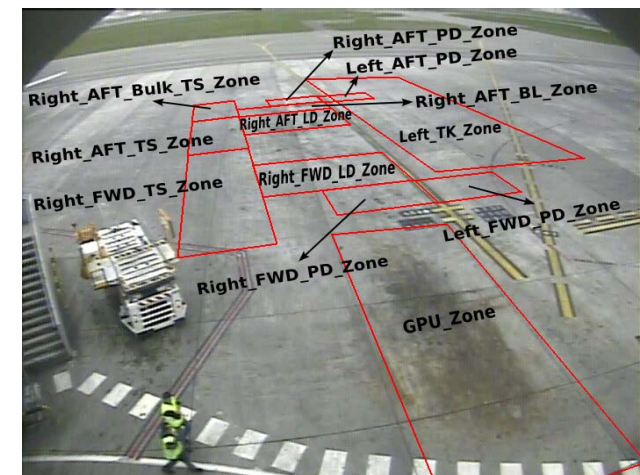 Right_AFT_PD_Zone
Left_AFT_PD_Zone
Right_AFT_Bulk_TS_Zone
Right_AFT_BL_Zone
Right_AFT_LD_Zone
Left_TK_Zone
Right_AFT_TS_Zone
Right_FWD_LD_Zone
Right_FWD_TS_Zone
Left_FWD_PD_Zone
Right_FWD_PD_Zone
GPU_Zone